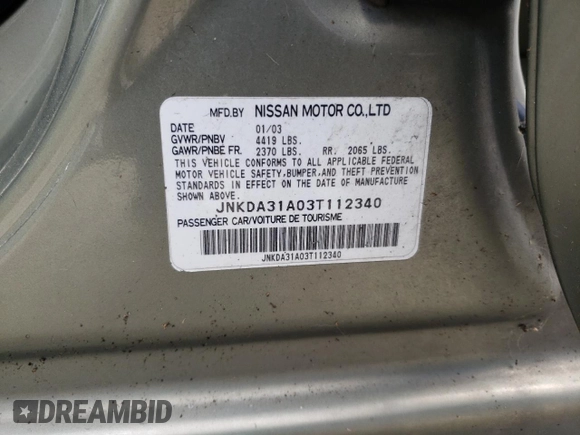 MFD.BY NISSAN MOTOR CO.,LTD
DATE 01/03
GVWR/PNBV 4419 LBS.
GAWR/PNBE FR. 2370 LBS. RR. 2065 LBS.
THIS VEHICLE CONFORMS TO ALL APPLICABLE FEDERAL
MOTOR VEHICLE SAFETY,BUMPER,AND THEFT PREVENTION
STANDARDS IN EFFECT ON THE DATE OF MANUFACTURE
SHOWN ABOVE.
JNKDA31A03T112340
PASSENGER CAR/VOITURE DE TOURISME
JNKDA31A03T112340
DREAMBID